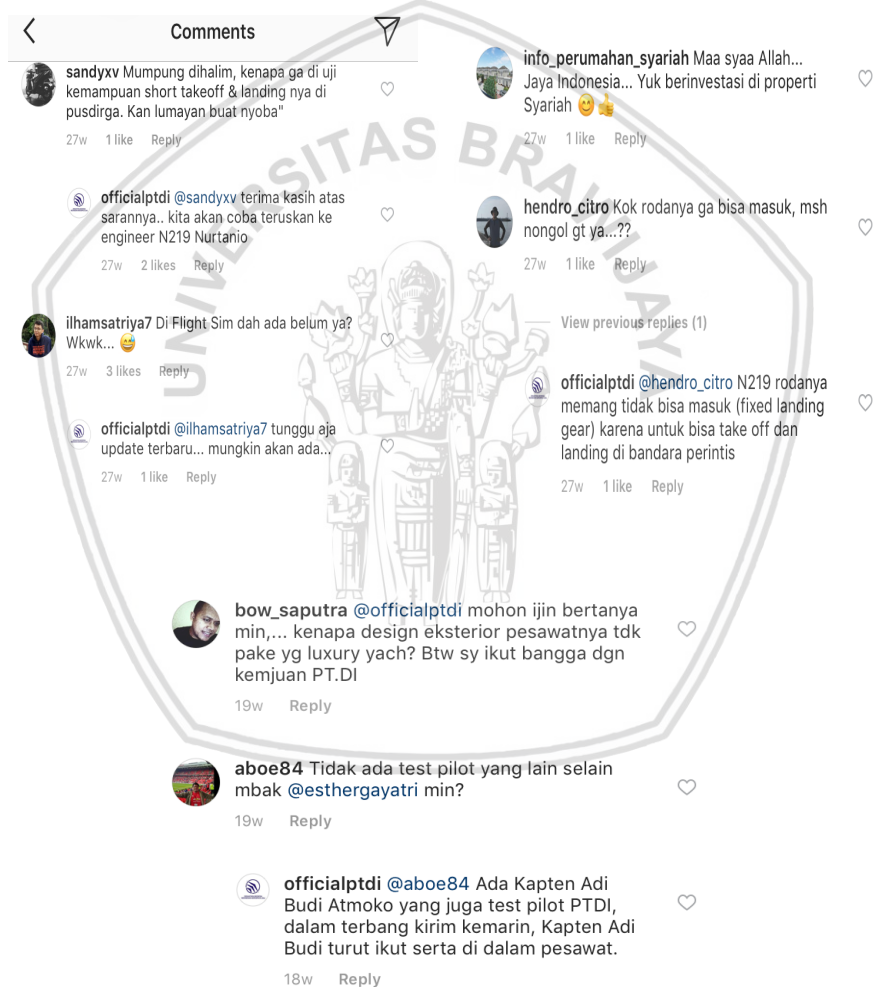 Comments
sandyxv Mumpung dihalim, kenapa ga di uji
kemampuan short takeoff & landing nya di
pusdirga. Kan lumayan buat nyoba"
27w 1 like Reply
officialptdi @sandyxv terima kasih atas
sarannya.. kita akan coba teruskan ke
engineer N219 Nurtanio
27w 2 likes Reply
ilhamsatriya7 Di Flight Sim dah ada belum ya?
Wkwk... 😅
27w 3 likes Reply
officialptdi @ilhamsatriya7 tunggu aja
update terbaru... mungkin akan ada...
27w 1 like Reply
info_perumahan_syariah Maa syaa Allah...
Jaya Indonesia... Yuk berinvestasi di properti
Syariah 😊👍
27w 1 like Reply
hendro_citro Kok rodanya ga bisa masuk, msh
nongol gt ya...??
27w 1 like Reply
View previous replies (1)
officialptdi @hendro_citro N219 rodanya
memang tidak bisa masuk (fixed landing
gear) karena untuk bisa take off dan
landing di bandara perintis
27w 1 like Reply
bow_saputra @officialptdi mohon ijin bertanya
min,... kenapa design eksterior pesawatnya tdk
pake yg luxury yach? Btw sy ikut bangga dgn
kemjuan PT.DI
19w Reply
aboe84 Tidak ada test pilot yang lain selain
mbak @esthergayatri min?
19w Reply
officialptdi @aboe84 Ada Kapten Adi
Budi Atmoko yang juga test pilot PTDI,
dalam terbang kirim kemarin, Kapten Adi
Budi turut ikut serta di dalam pesawat.
18w Reply
UNIVERSITAS BRAWIJAYA